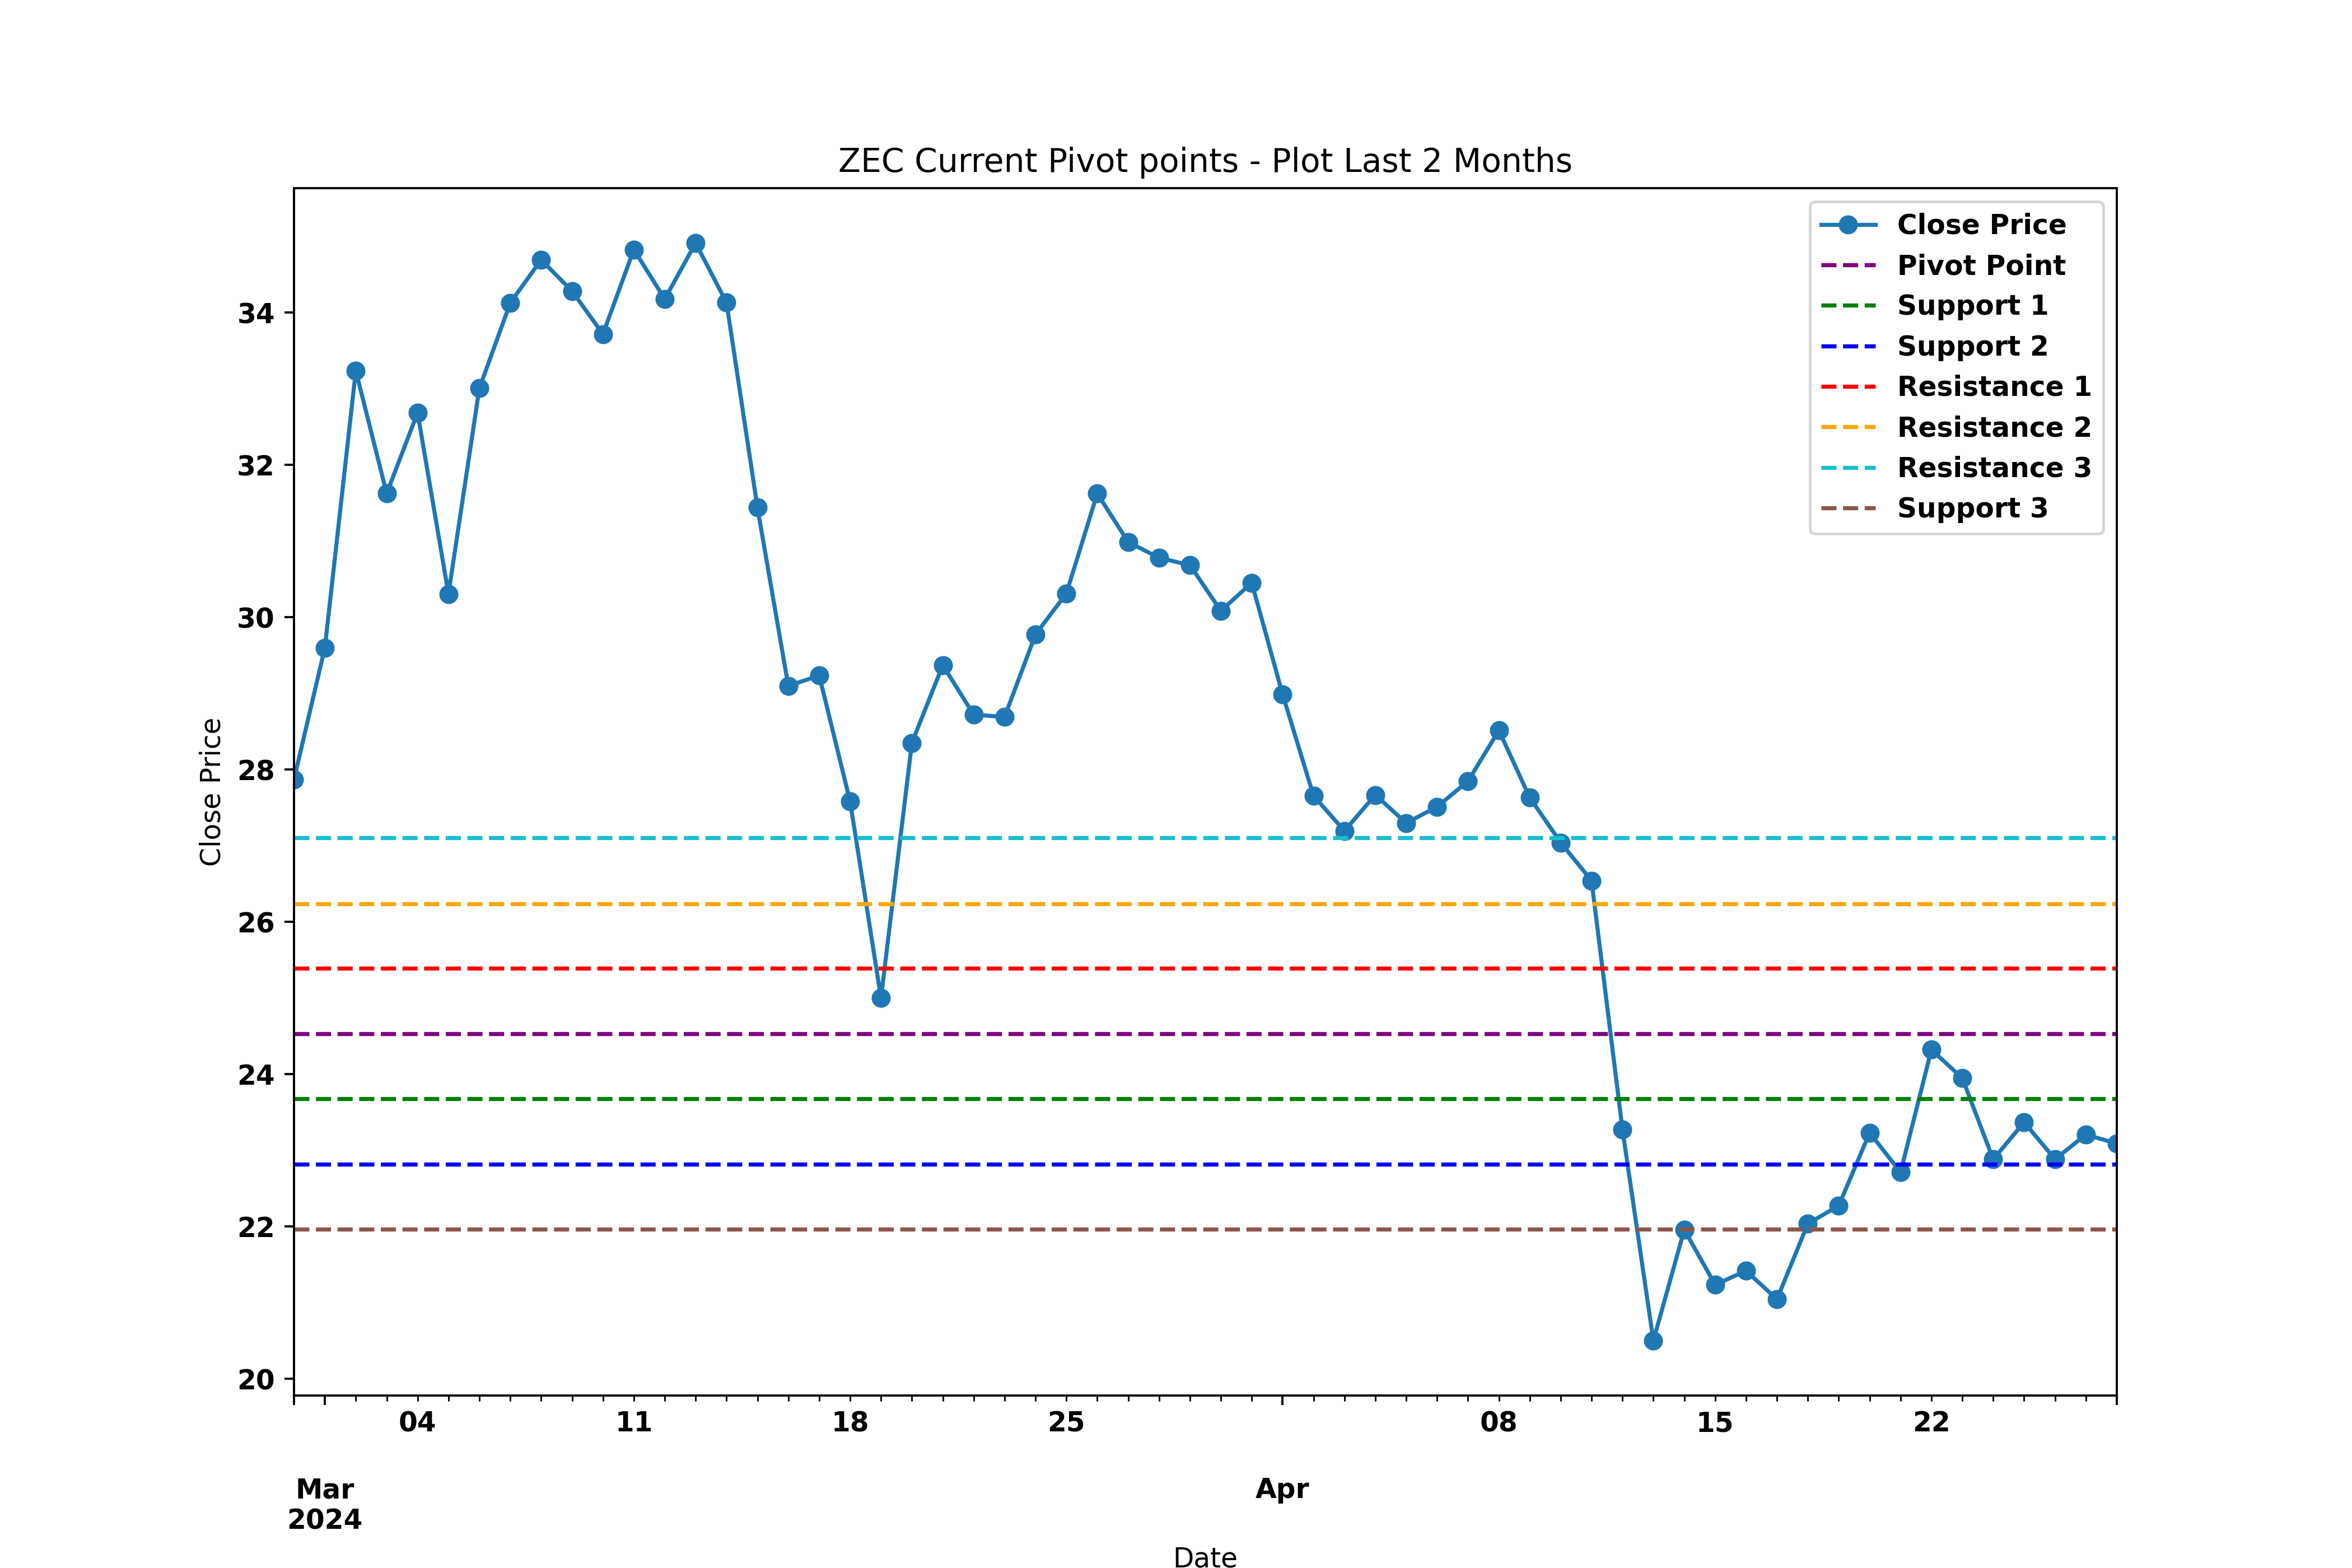 ZEC Current Pivot points - Plot Last 2 Months
Close Price
Pivot Point
Support 1
Support 2
Resistance 1
Resistance 2
Resistance 3
Support 3
Close Price
34
32
30
28
26
24
22
20
04 11 18 25 08 15 22
Mar Apr
2024
Date